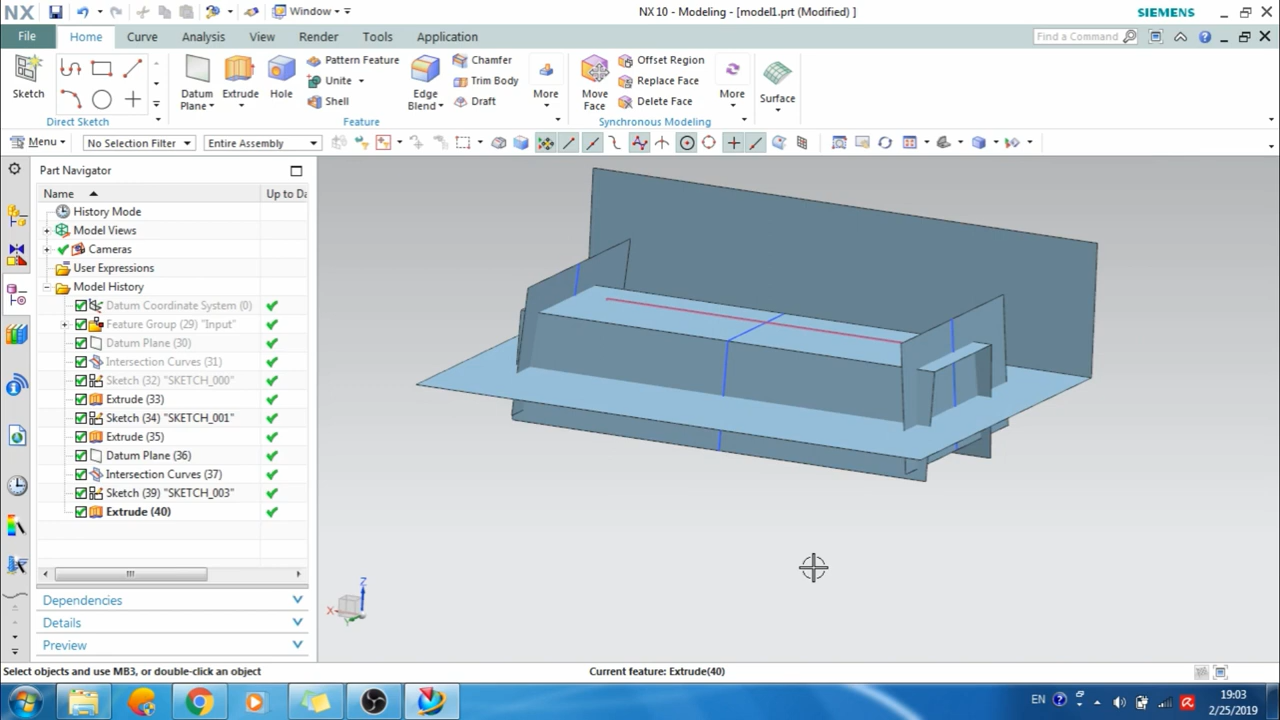 NX
Window
NX 10 - Modeling - [model1.prt (Modified) ]
SIEMENS
File
Home
Curve
Analysis
View
Render
Tools
Application
Find a Command
Sketch
Direct Sketch
Datum Plane
Extrude
Hole
Pattern Feature
Unite
Shell
Edge Blend
Chamfer
Trim Body
Draft
More
Feature
Move Face
Offset Region
Replace Face
Delete Face
More
Synchronous Modeling
Surface
Menu
No Selection Filter
Entire Assembly
Part Navigator
Name
Up to Da
History Mode
Model Views
Cameras
User Expressions
Model History
Datum Coordinate System (0)
Feature Group (29) "Input"
Datum Plane (30)
Intersection Curves (31)
Sketch (32) "SKETCH_000"
Extrude (33)
Sketch (34) "SKETCH_001"
Extrude (35)
Datum Plane (36)
Intersection Curves (37)
Sketch (39) "SKETCH_003"
Extrude (40)
Dependencies
Details
Preview
Z
X
Select objects and use MB3, or double-click an object
Current feature: Extrude(40)
EN
19:03
2/25/2019